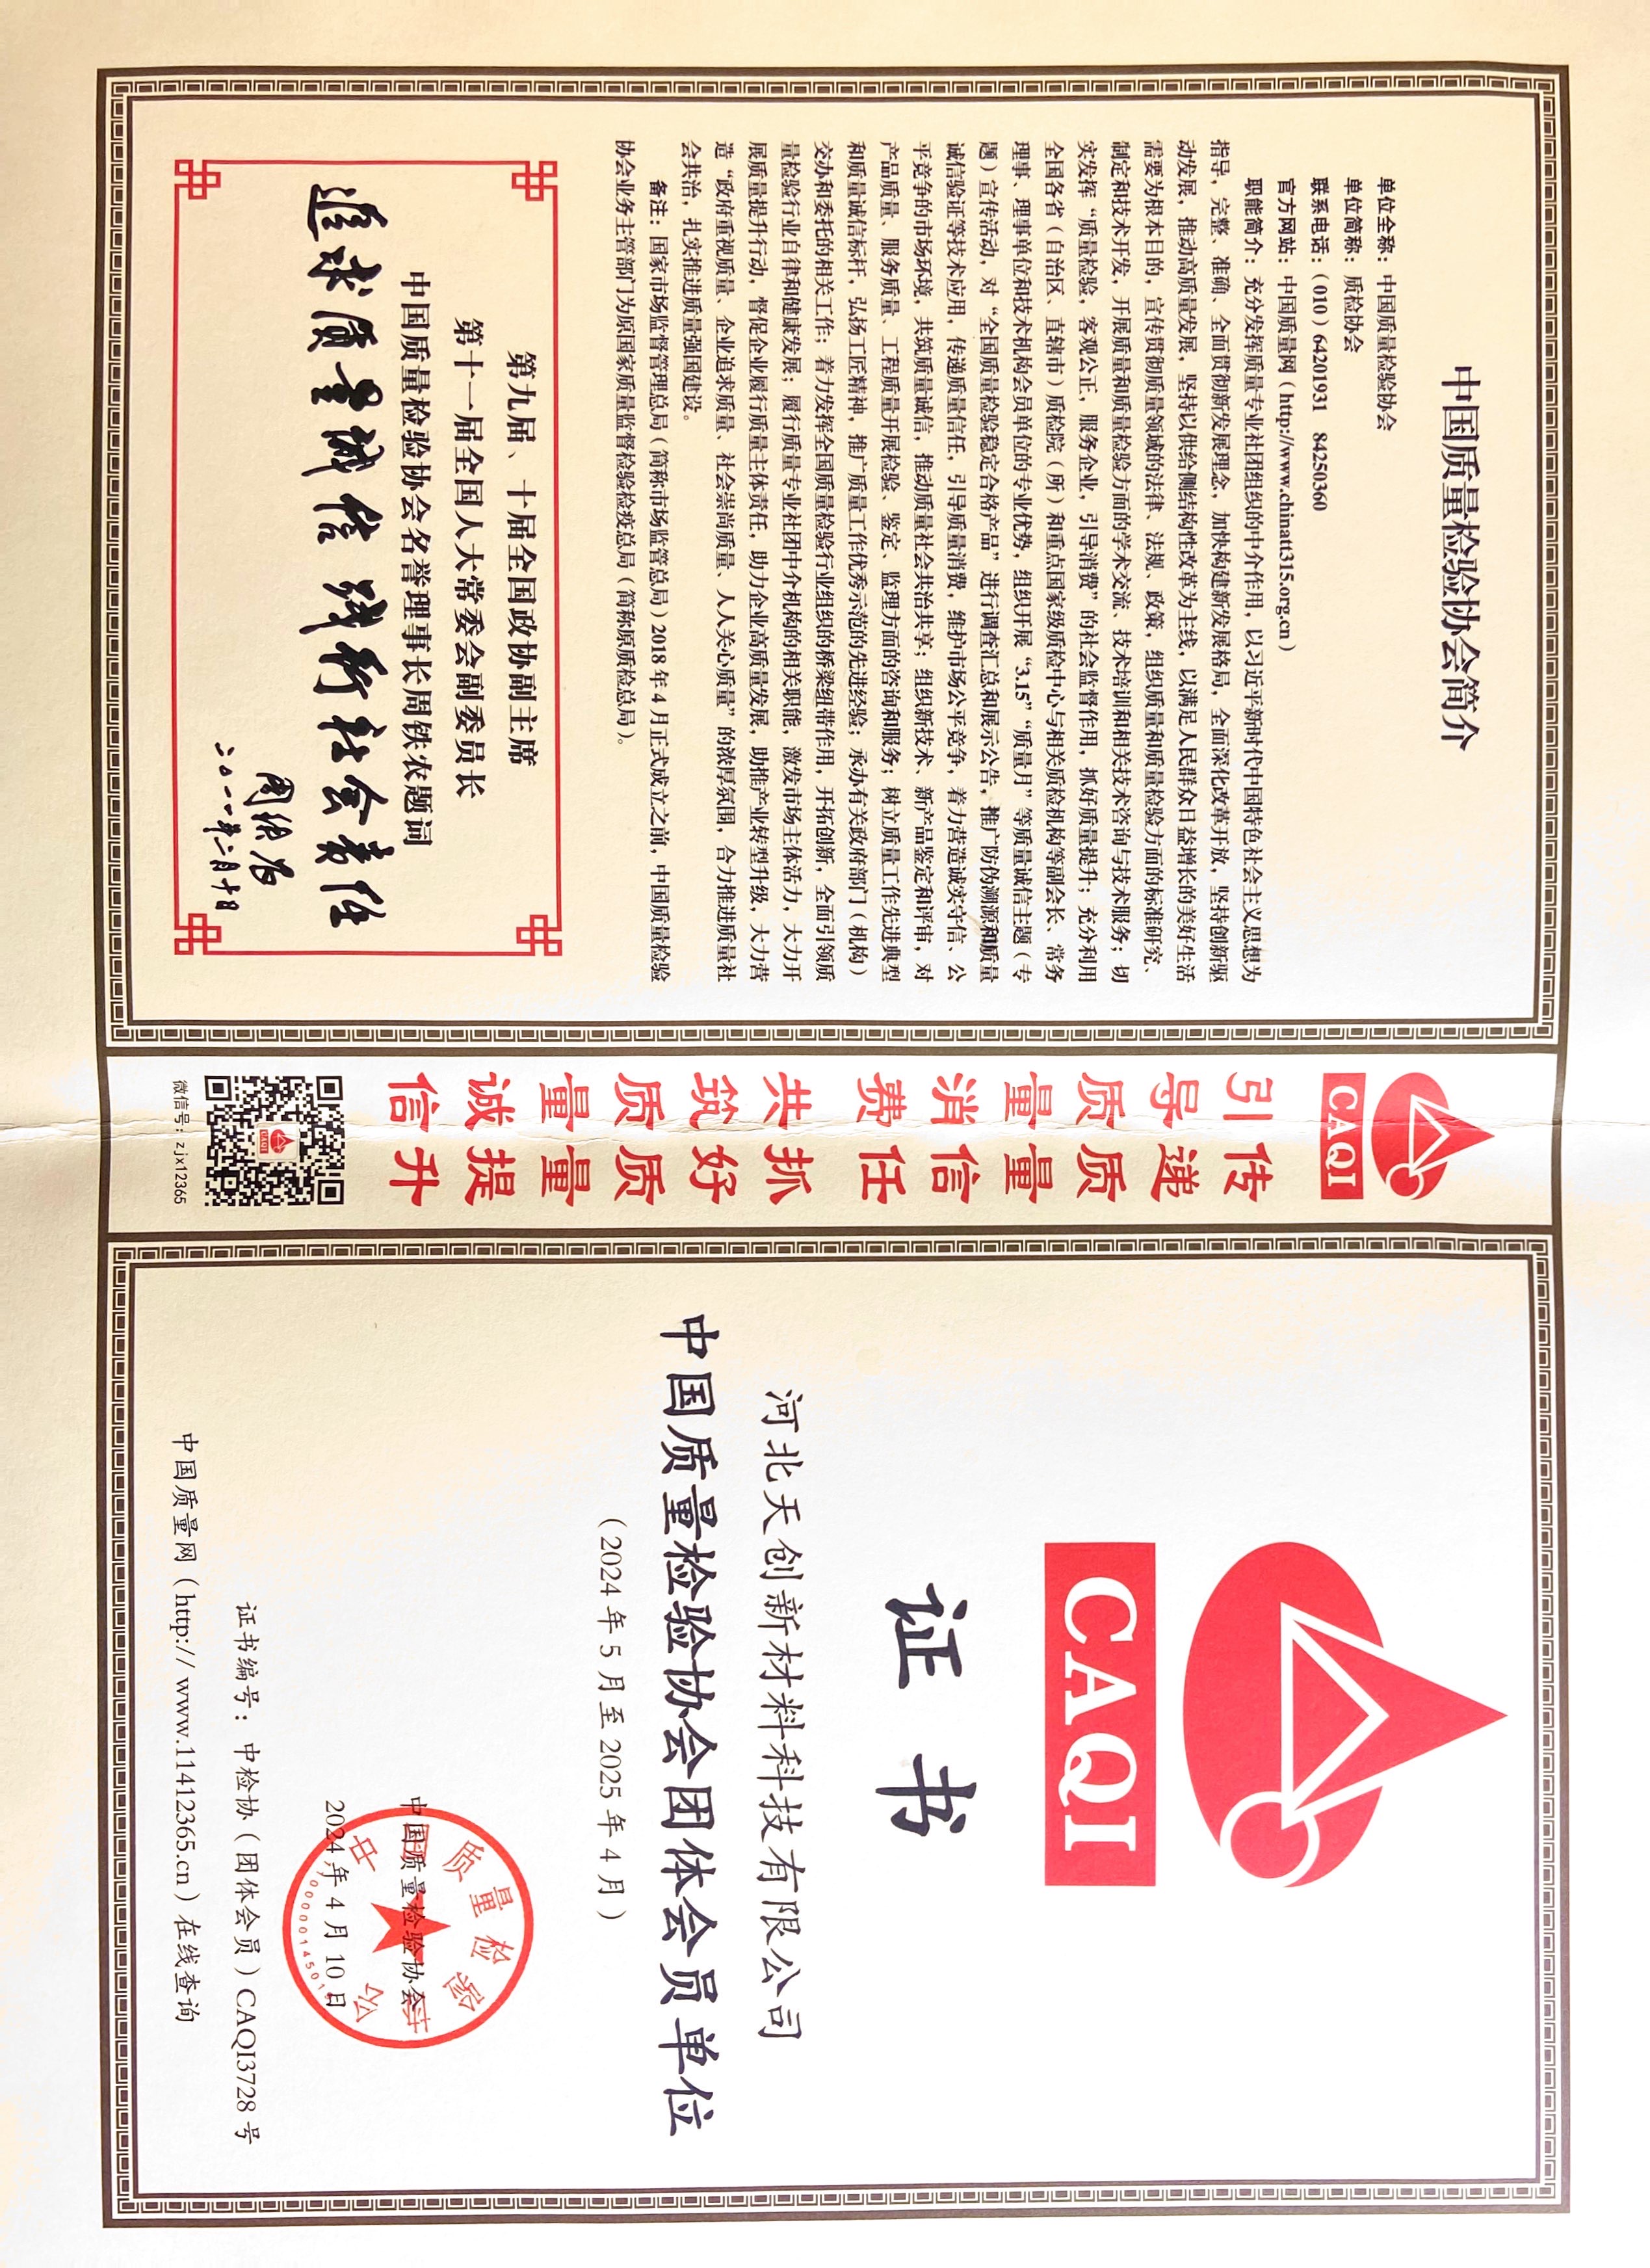 中国质量检验协会简介
单位全称：中国质量检验协会
单位简称：质检协会
联系电话：(010) 64201931 84250360
官方网站：中国质量网（http://www.chinatt315.org.cn）
职能简介：充分发挥质量专业社团组织的中介作用，以习近平新时代中国特色社会主义思想为
指导，完整、准确、全面贯彻新发展理念，加快构建新发展格局，全面深化改革开放，坚持创新驱
动发展，推动高质量发展，坚持以供给侧结构性改革为主线，以满足人民群众日益增长的美好生活
需要为根本目的，宣传贯彻质量领域的法律、法规、政策，组织质量和质量检验方面的标准研究、
制定和技术开发，开展质量和质量检验方面的学术交流、技术培训和相关技术咨询与技术服务；切
实发挥“质量检验，客观公正，服务企业，引导消费”的社会监督作用，抓好质量提升；充分利用
全国各省（自治区、直辖市）质检院（所）和重点国家级质检中心与相关质检机构等副会长、常务
理事、理事单位和技术机构会员单位的专业优势，组织开展“3.15”“质量月”等质量诚信主题（专
题）宣传活动，对“全国质量检验稳定合格产品”进行调查汇总和展示公告，推广防伪溯源和质量
诚信验证等技术应用，传递质量信任，引导质量消费，维护市场公平竞争，着力营造诚实守信、公
平竞争的市场环境，共筑质量诚信，推动质量社会共治共享；组织新技术、新产品鉴定和评审，对
产品质量、服务质量、工程质量开展检验、鉴定、监理方面的咨询和服务；树立质量工作先进典型
和质量诚信标杆，弘扬工匠精神，推广质量工作优秀示范的先进经验；承办有关政府部门（机构）
交办和委托的相关工作；着力发挥全国质量检验行业组织的桥梁纽带作用，开拓创新，全面引领质
量检验行业自律和健康发展；履行质量专业社团中介机构的相关职能，激发市场主体活力，大力开
展质量提升行动，督促企业履行质量主体责任，助力企业高质量发展，助推产业转型升级，大力营
造“政府重视质量、企业追求质量、社会崇尚质量、人人关心质量”的浓厚氛围，合力推进质量社
会共治，扎实推进质量强国建设。
备注：国家市场监督管理总局（简称市场监管总局）2018 年 4 月正式成立之前，中国质量检验
协会业务主管部门为原国家质量监督检验检疫总局（简称原质检总局）。
第九届、十届全国政协副主席
第十一届全国人大常委会副委员长
中国质量检验协会名誉理事长周铁农题词
追求质量诚信 践行社会责任
周铁农
二〇一一年二月十日
CAQI
传递质量信任 抓好质量提升
引导质量消费 共筑质量诚信
CAQI
微信号：zjx12365
CAQI
证书
河北天创新材料科技有限公司
中国质量检验协会团体会员单位
（2024 年 5 月至 2025 年 4 月）
中国质量检验协会
2024 年 4 月 10 日
中国质量检验协会
证书编号：中检协（团体会员）CAQI3728 号
中国质量网（http:// www.11412365.cn）在线查询